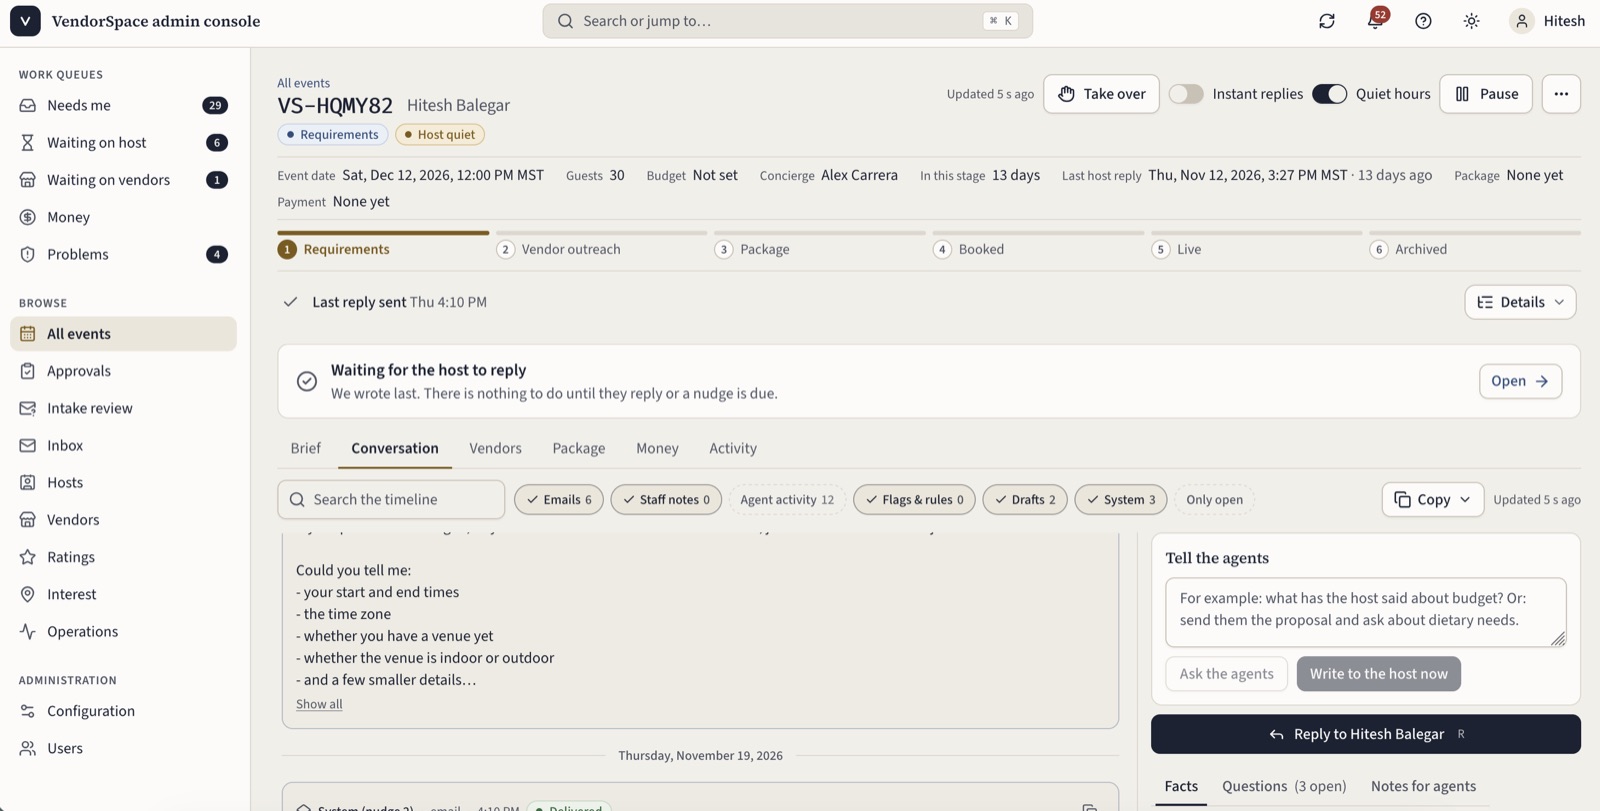 VendorSpace admin console
Search or jump to…
⌘ K
52
Hitesh
WORK QUEUES
Needs me 29
Waiting on host 6
Waiting on vendors 1
Money
Problems 4
BROWSE
All events
Approvals
Intake review
Inbox
Hosts
Vendors
Ratings
Interest
Operations
ADMINISTRATION
Configuration
Users
All events
VS-HQMY82 Hitesh Balegar
Requirements Host quiet
Updated 5 s ago Take over Instant replies Quiet hours Pause
Event date Sat, Dec 12, 2026, 12:00 PM MST Guests 30 Budget Not set Concierge Alex Carrera In this stage 13 days Last host reply Thu, Nov 12, 2026, 3:27 PM MST · 13 days ago Package None yet
Payment None yet
1 Requirements 2 Vendor outreach 3 Package 4 Booked 5 Live 6 Archived
Last reply sent Thu 4:10 PM
Details
Waiting for the host to reply
We wrote last. There is nothing to do until they reply or a nudge is due.
Open
Brief Conversation Vendors Package Money Activity
Search the timeline
Emails 6 Staff notes 0 Agent activity 12 Flags & rules 0 Drafts 2 System 3 Only open
Copy Updated 5 s ago
Could you tell me:
- your start and end times
- the time zone
- whether you have a venue yet
- whether the venue is indoor or outdoor
- and a few smaller details…
Show all
Thursday, November 19, 2026
System (nudge 2) email 4:10 PM Delivered
Tell the agents
For example: what has the host said about budget? Or:
send them the proposal and ask about dietary needs.
Ask the agents Write to the host now
Reply to Hitesh Balegar R
Facts Questions (3 open) Notes for agents